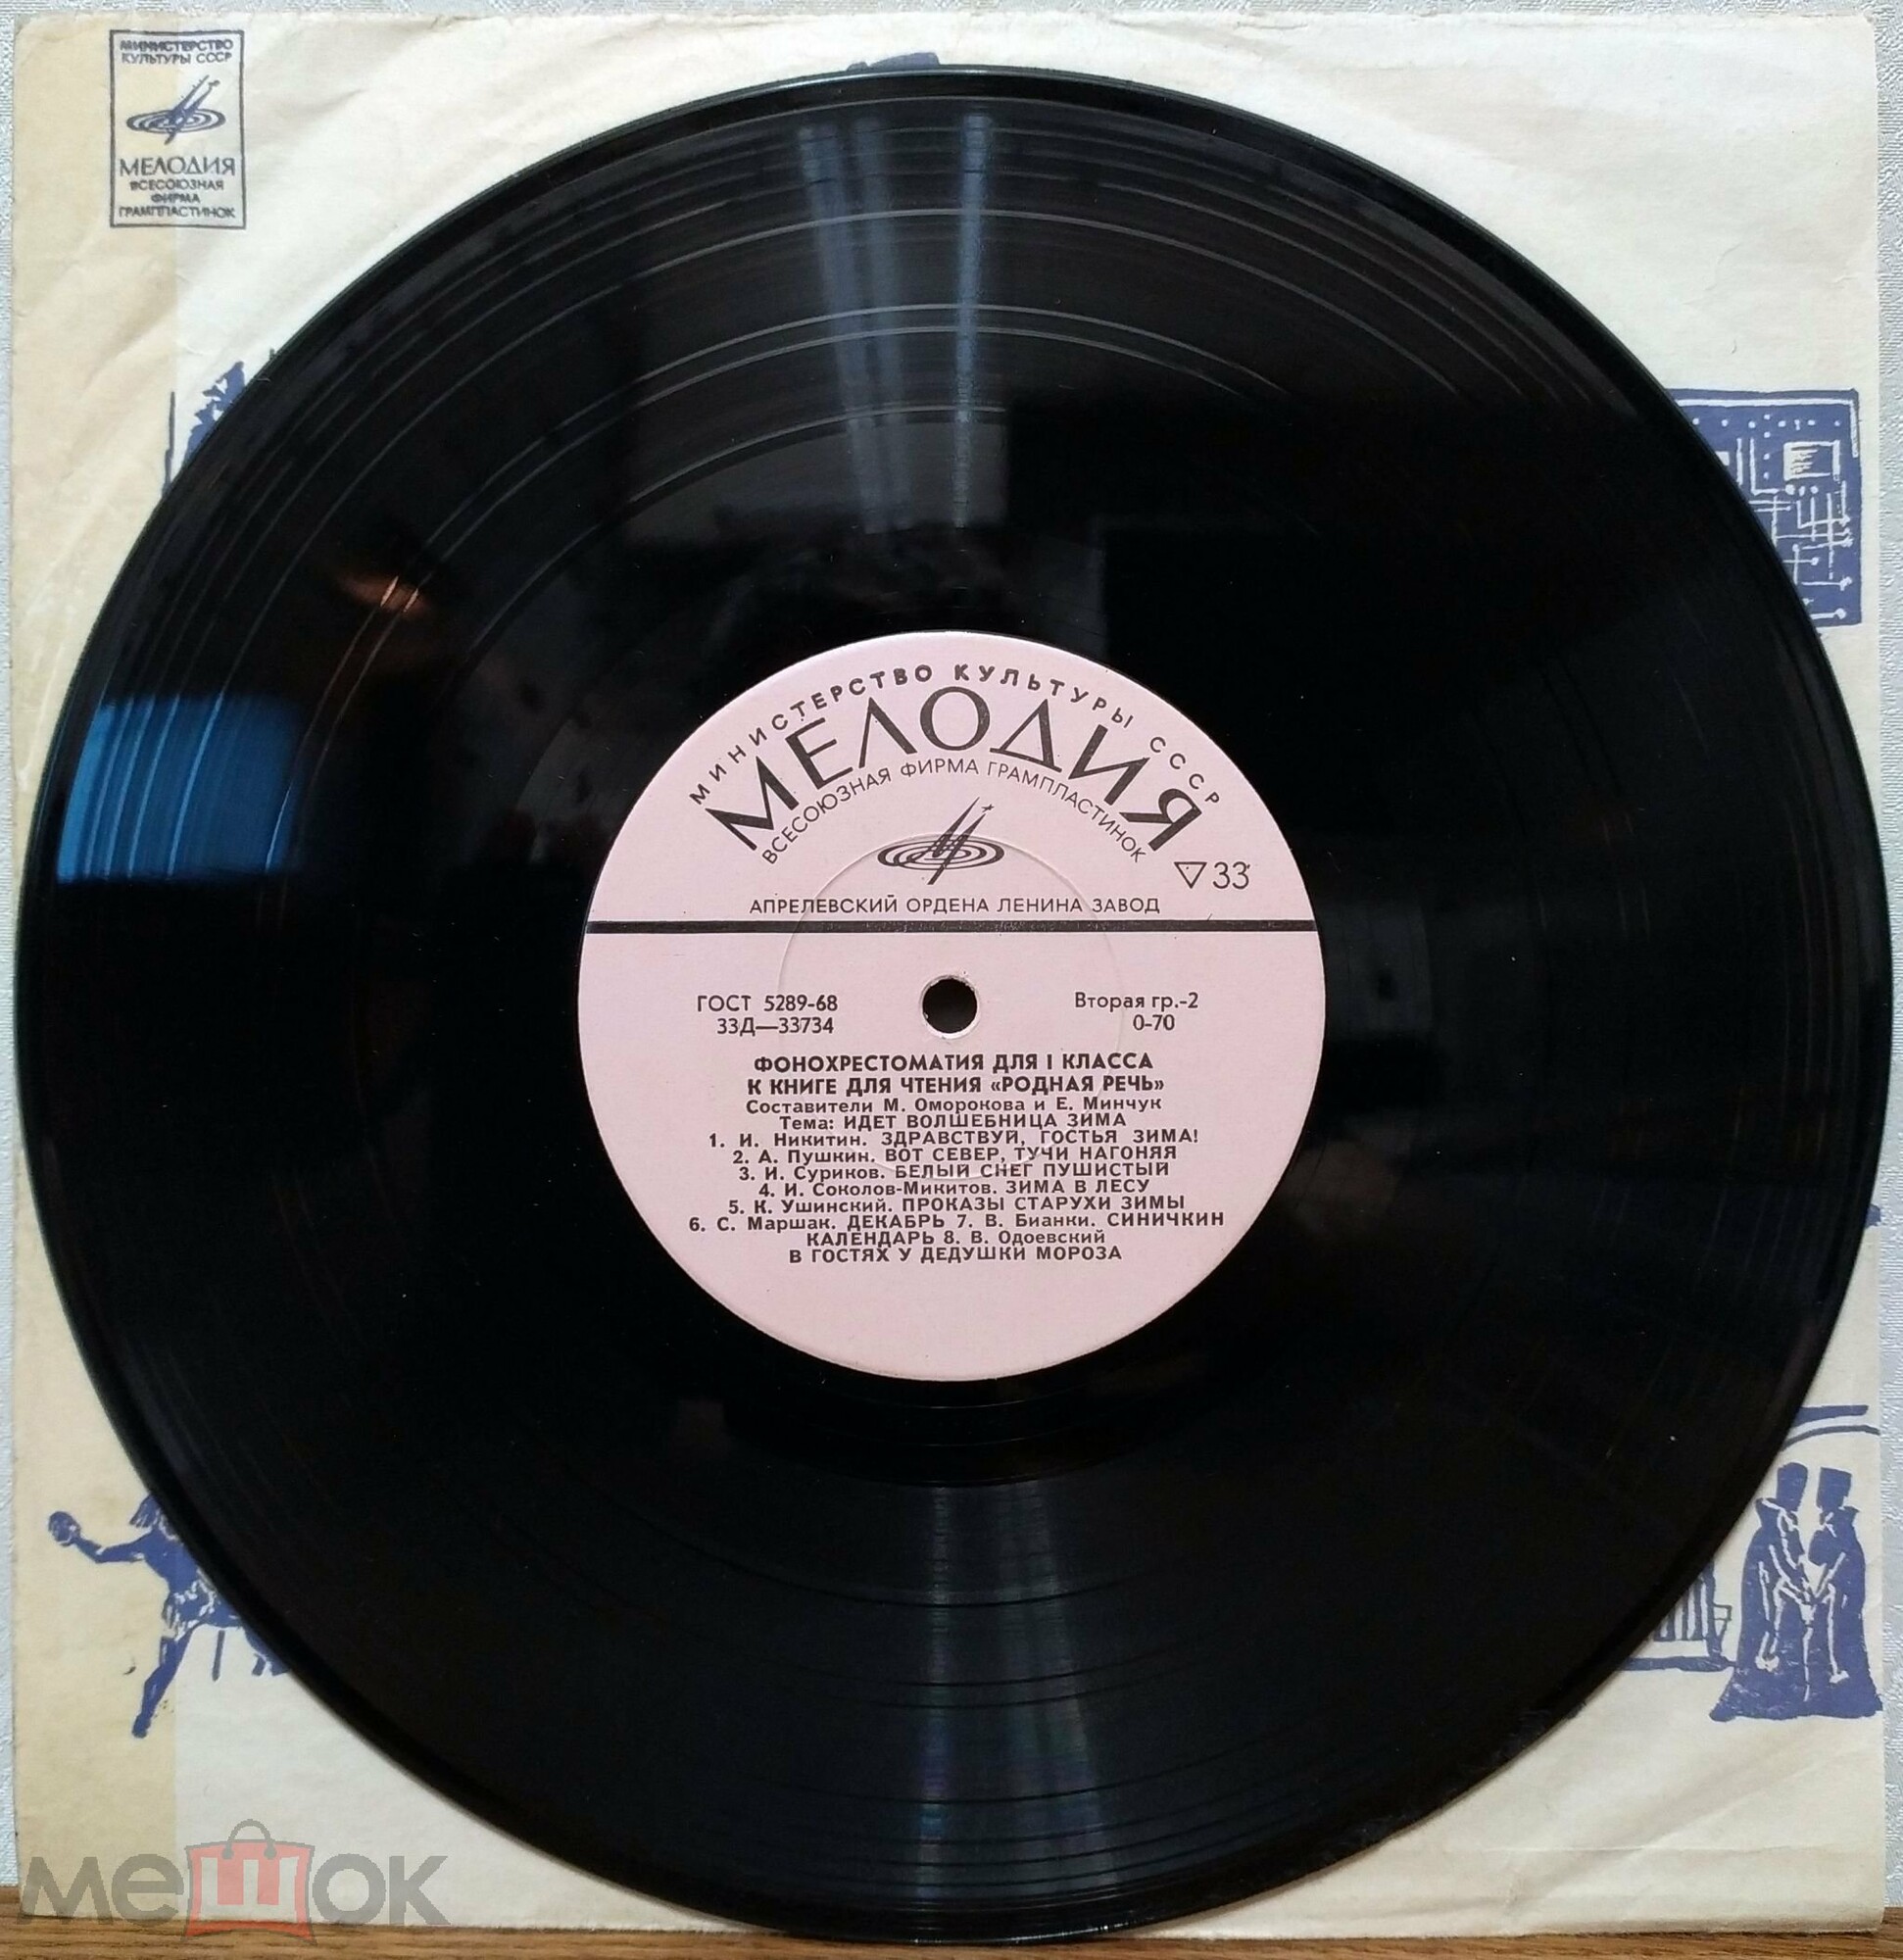 МИНИСТЕРСТВО
КУЛЬТУРЫ СССР
МЕЛОДИЯ
ВСЕСОЮЗНАЯ
ФИРМА
ГРАМПЛАСТИНОК
МИНИСТЕРСТВО КУЛЬТУРЫ СССР
МЕЛОДИЯ
ВСЕСОЮЗНАЯ ФИРМА ГРАМПЛАСТИНОК
33
АПРЕЛЕВСКИЙ ОРДЕНА ЛЕНИНА ЗАВОД
ГОСТ 5289-68
33Д—33734
Вторая гр.-2
0-70
ФОНОХРЕСТОМАТИЯ ДЛЯ I КЛАССА
К КНИГЕ ДЛЯ ЧТЕНИЯ «РОДНАЯ РЕЧЬ»
Составители М. Оморокова и Е. Минчук
Тема: ИДЕТ ВОЛШЕБНИЦА ЗИМА
1. И. Никитин. ЗДРАВСТВУЙ, ГОСТЬЯ ЗИМА!
2. А. Пушкин. ВОТ СЕВЕР, ТУЧИ НАГОНЯЯ
3. И. Суриков. БЕЛЫЙ СНЕГ ПУШИСТЫЙ
4. И. Соколов-Микитов. ЗИМА В ЛЕСУ
5. К. Ушинский. ПРОКАЗЫ СТАРУХИ ЗИМЫ
6. С. Маршак. ДЕКАБРЬ 7. В. Бианки. СИНИЧКИН
КАЛЕНДАРЬ 8. В. Одоевский
В ГОСТЯХ У ДЕДУШКИ МОРОЗА
мешок